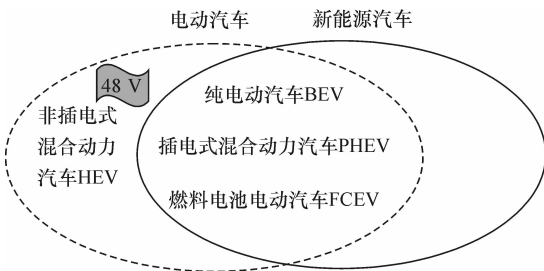 电动汽车
新能源汽车
48 V
非插电式
混合动力
汽车HEV
纯电动汽车BEV
插电式混合动力汽车PHEV
燃料电池电动汽车FCEV